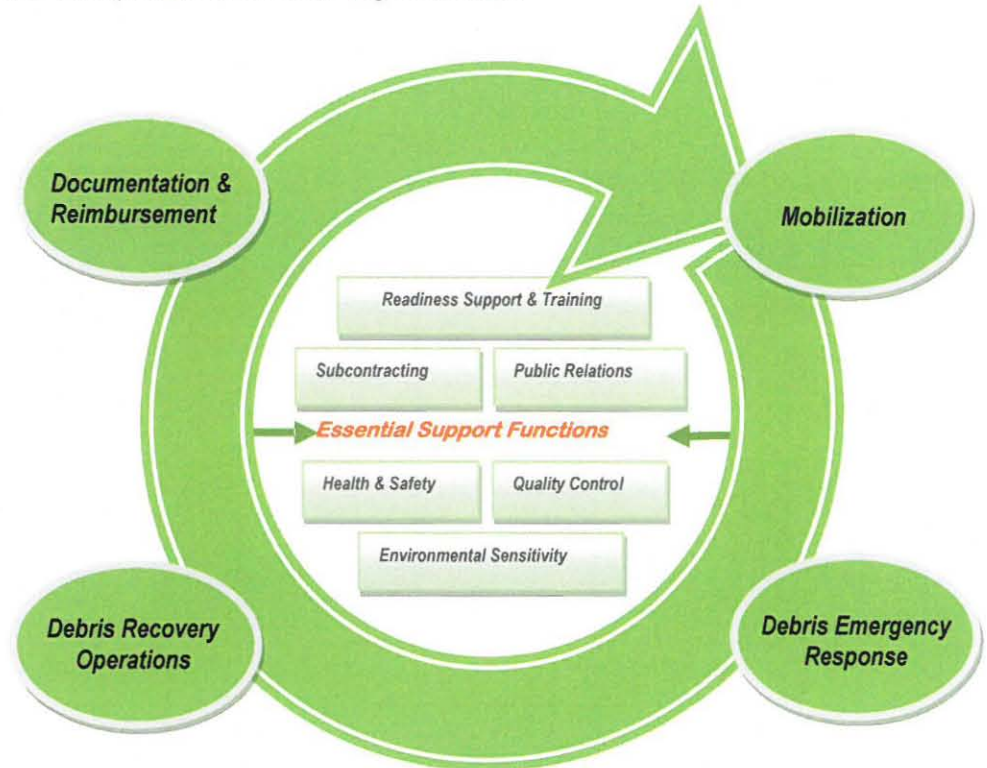 Documentation &
Reimbursement
Mobilization
Readiness Support & Training
Subcontracting
Public Relations
Essential Support Functions
Health & Safety
Quality Control
Environmental Sensitivity
Debris Recovery
Operations
Debris Emergency
Response